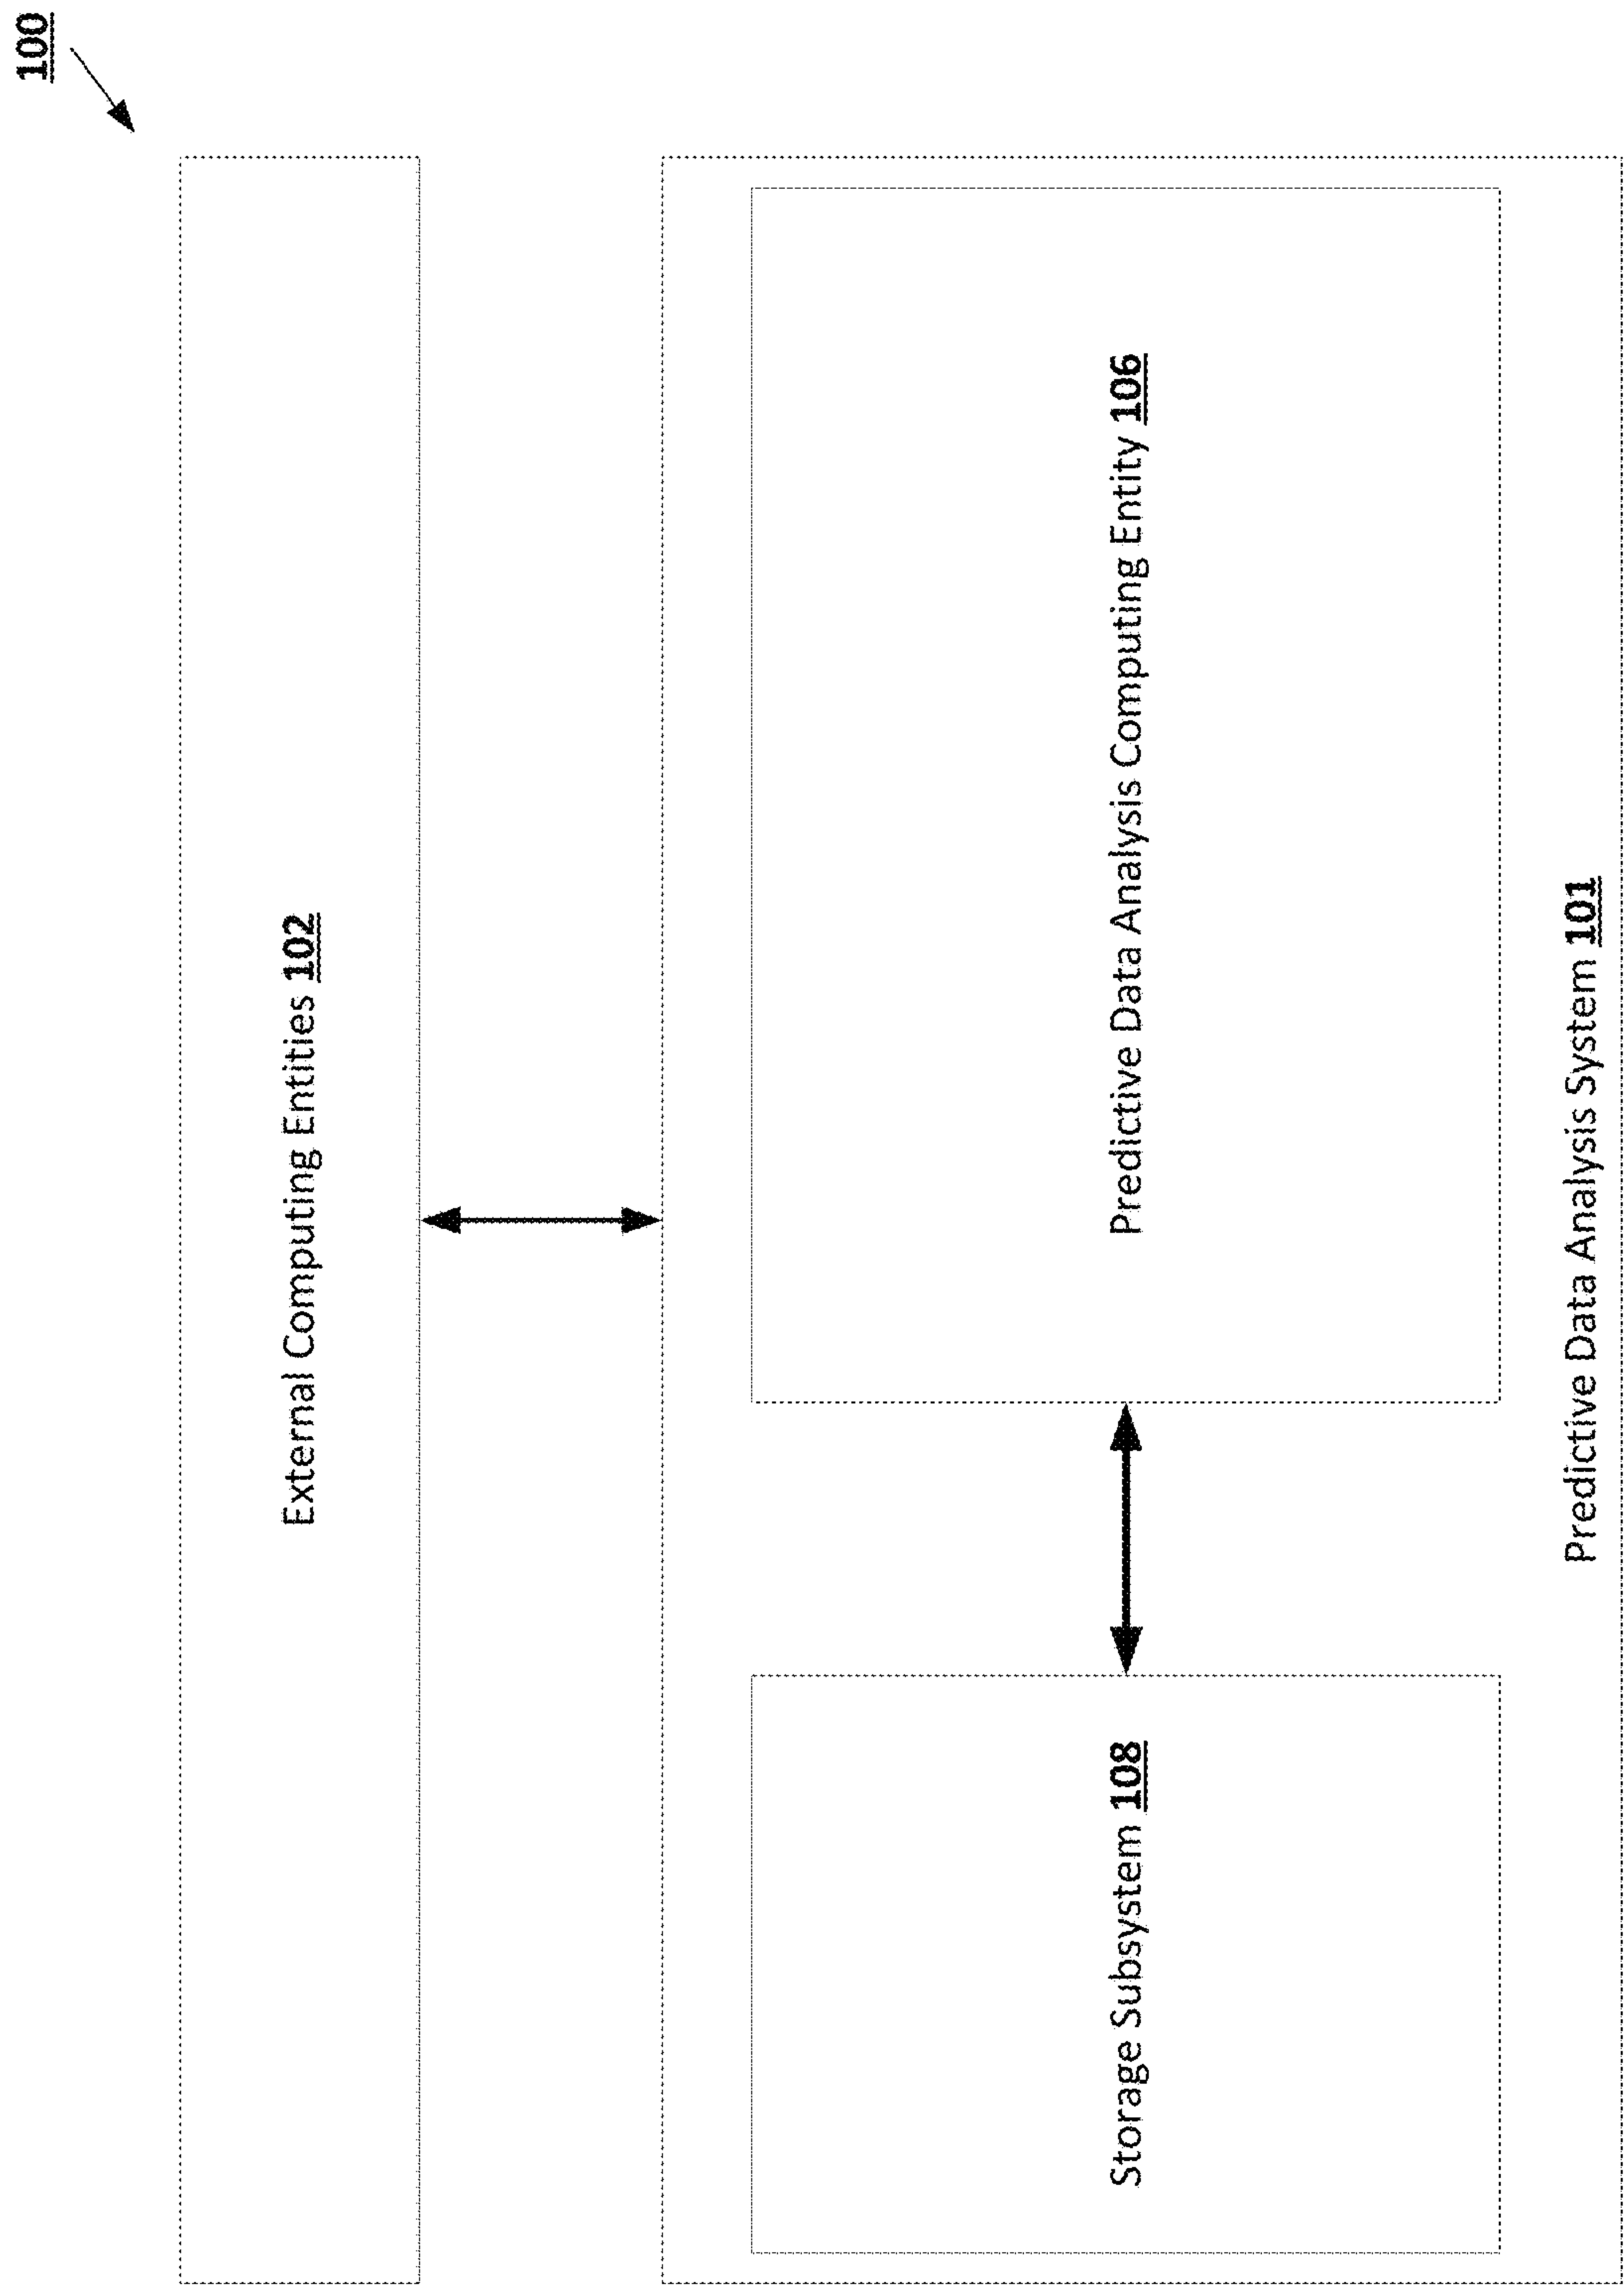 100
External Computing Entities 102
Storage Subsystem 108
Predictive Data Analysis Computing Entity 106
Predictive Data Analysis System 101